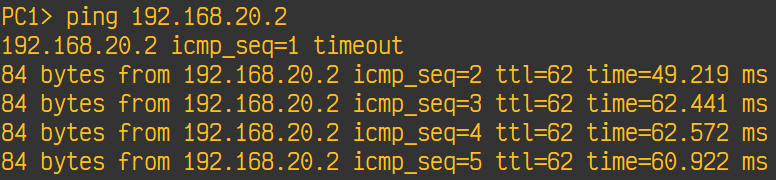 PC1> ping 192.168.20.2
192.168.20.2 icmp_seq=1 timeout
84 bytes from 192.168.20.2 icmp_seq=2 ttl=62 time=49.219 ms
84 bytes from 192.168.20.2 icmp_seq=3 ttl=62 time=62.441 ms
84 bytes from 192.168.20.2 icmp_seq=4 ttl=62 time=62.572 ms
84 bytes from 192.168.20.2 icmp_seq=5 ttl=62 time=60.922 ms